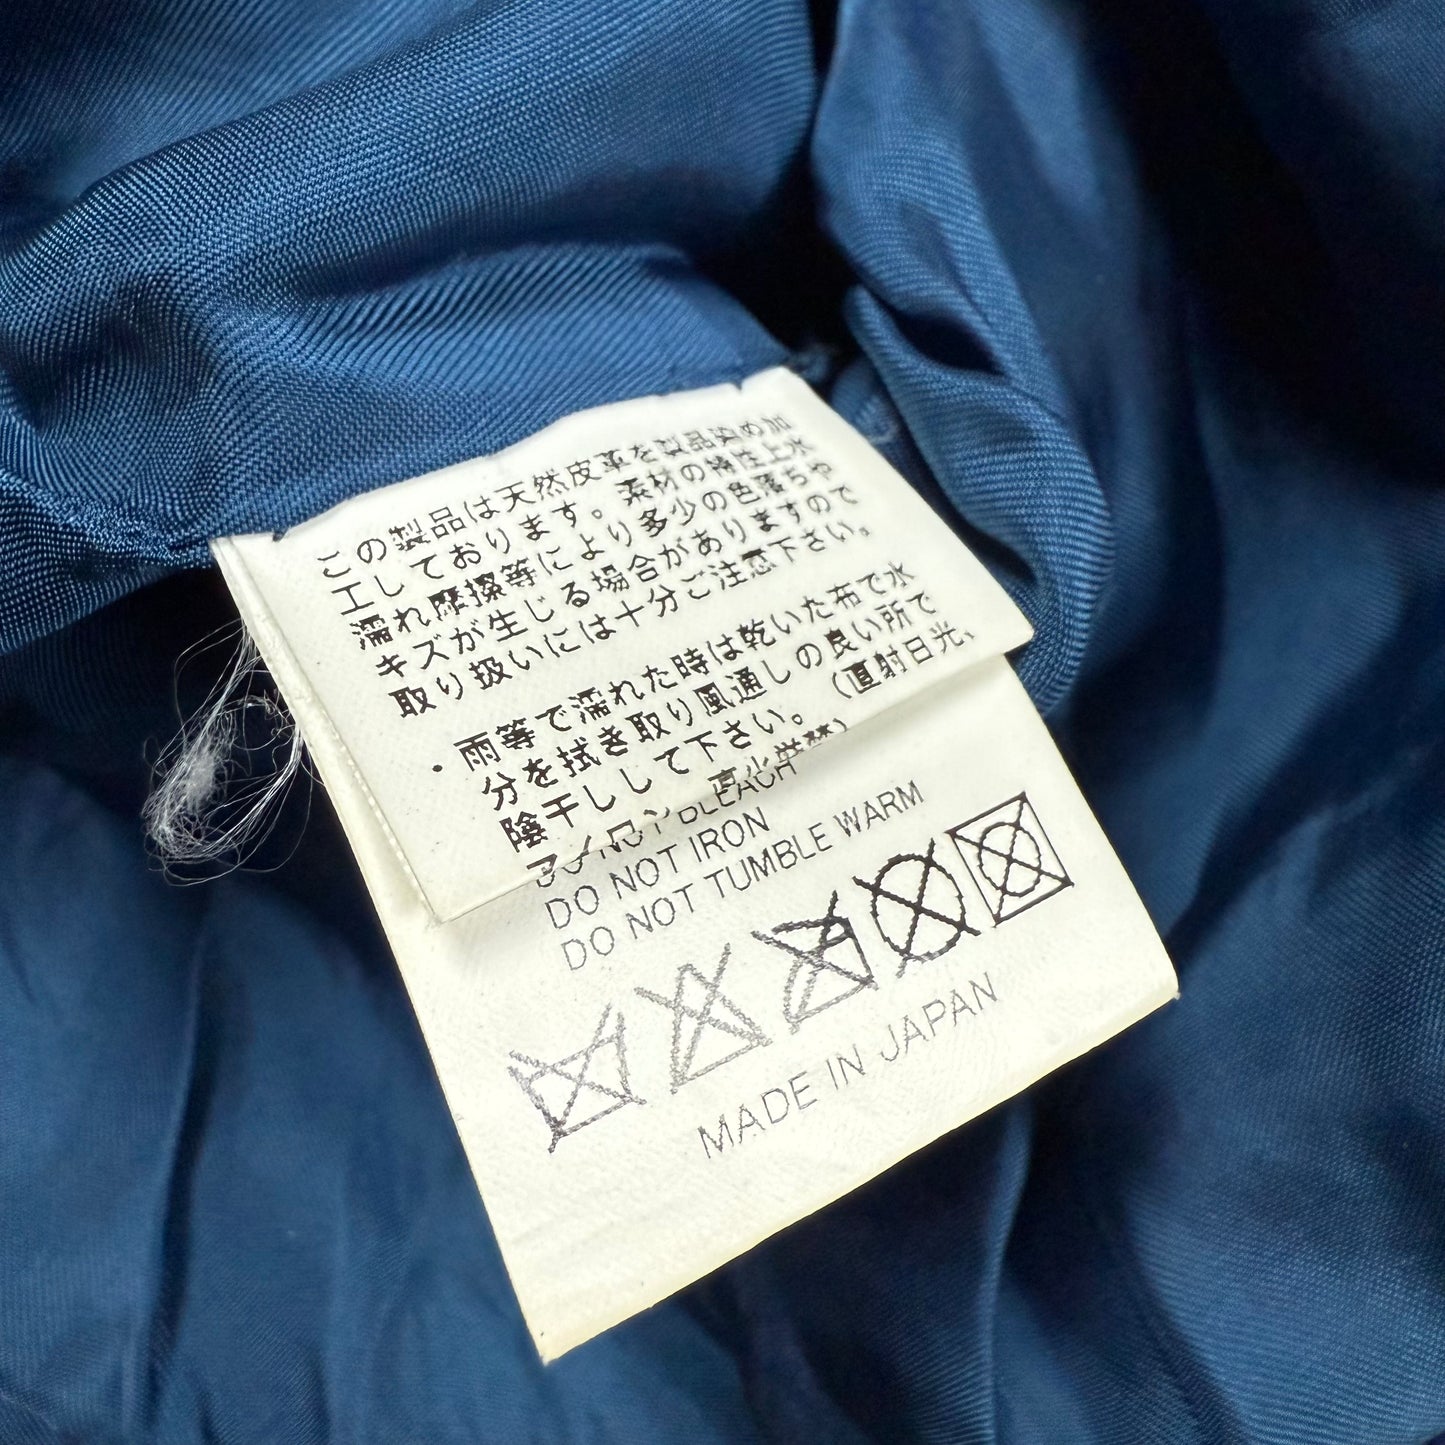 この製品は天然皮革を製品染め加
工しております。素材の特性上水
濡れ摩擦等により多少の色落ちや
キズが生じる場合がありますので
取り扱いには十分ご注意下さい。
・雨等で濡れた時は乾いた布で水
分を拭き取り風通しの良い所で
陰干しして下さい。(直射日光、
DO NOT BLEACH
DO NOT IRON
DO NOT TUMBLE WARM
MADE IN JAPAN